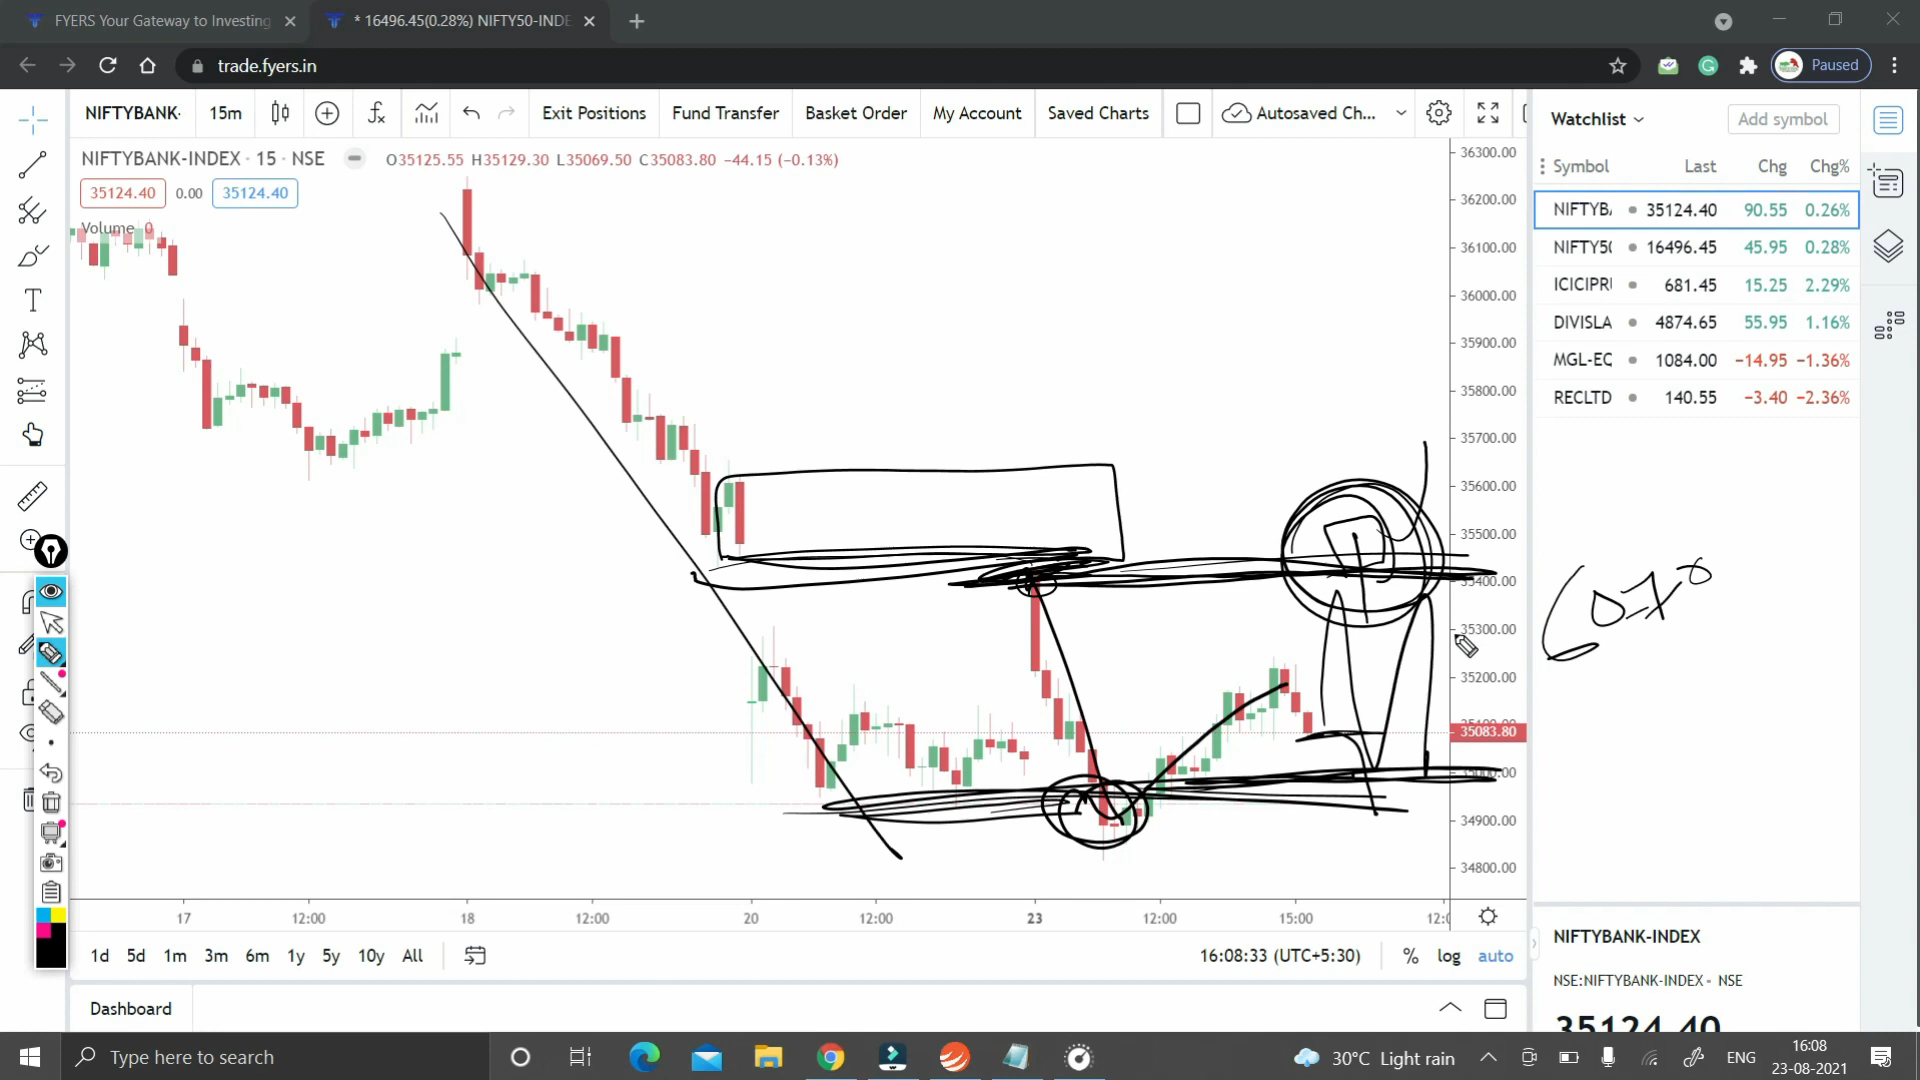 FYERS Your Gateway to Investing
* 16496.45(0.28%) NIFTY50-INDE
trade.fyers.in
Paused
NIFTYBANK-
15m
Exit Positions
Fund Transfer
Basket Order
My Account
Saved Charts
Autosaved Ch...
NIFTYBANK-INDEX · 15 · NSE
O35125.55 H35129.30 L35069.50 C35083.80 −44.15 (−0.13%)
35124.40 0.00 35124.40
Volume 0
36300.00
36200.00
36100.00
36000.00
35900.00
35800.00
35700.00
35600.00
35500.00
35400.00
35300.00
35200.00
35100.00
35083.80
35000.00
34900.00
34800.00
17 12:00 18 12:00 20 12:00 23 12:00 15:00
1d 5d 1m 3m 6m 1y 5y 10y All
16:08:33 (UTC+5:30)
% log auto
Dashboard
Watchlist
Add symbol
Symbol Last Chg Chg%
NIFTYB 35124.40 90.55 0.26%
NIFTY50 16496.45 45.95 0.28%
ICICIPR 681.45 15.25 2.29%
DIVISLA 4874.65 55.95 1.16%
MGL-EC 1084.00 −14.95 −1.36%
RECLTD 140.55 −3.40 −2.36%
NIFTYBANK-INDEX
NSE:NIFTYBANK-INDEX NSE
35124.40
Type here to search
30°C Light rain
ENG
16:08
23-08-2021